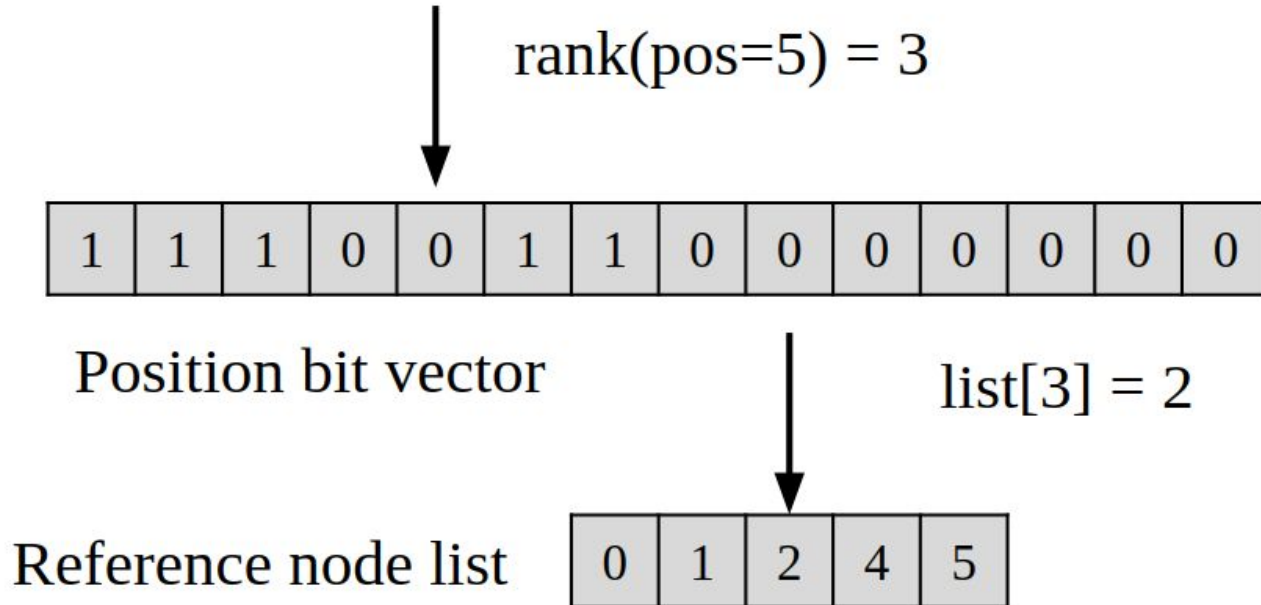 rank(pos=5) = 3
1 1 1 0 0 1 1 0 0 0 0 0 0 0
Position bit vector
list[3] = 2
Reference node list
0 1 2 4 5